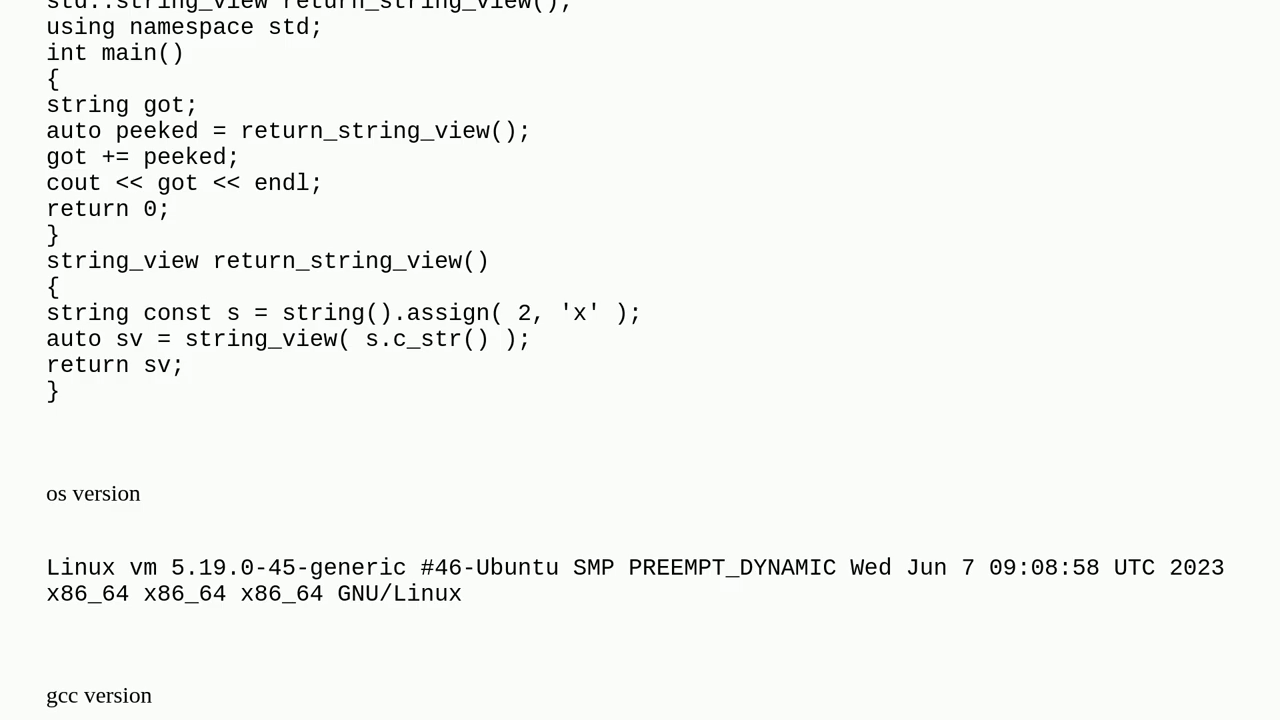 std::string_view return_string_view();
using namespace std;
int main()
{
string got;
auto peeked = return_string_view();
got += peeked;
cout << got << endl;
return 0;
}
string_view return_string_view()
{
string const s = string().assign( 2, 'x' );
auto sv = string_view( s.c_str() );
return sv;
}
os version
Linux vm 5.19.0-45-generic #46-Ubuntu SMP PREEMPT_DYNAMIC Wed Jun 7 09:08:58 UTC 2023
x86_64 x86_64 x86_64 GNU/Linux
gcc version